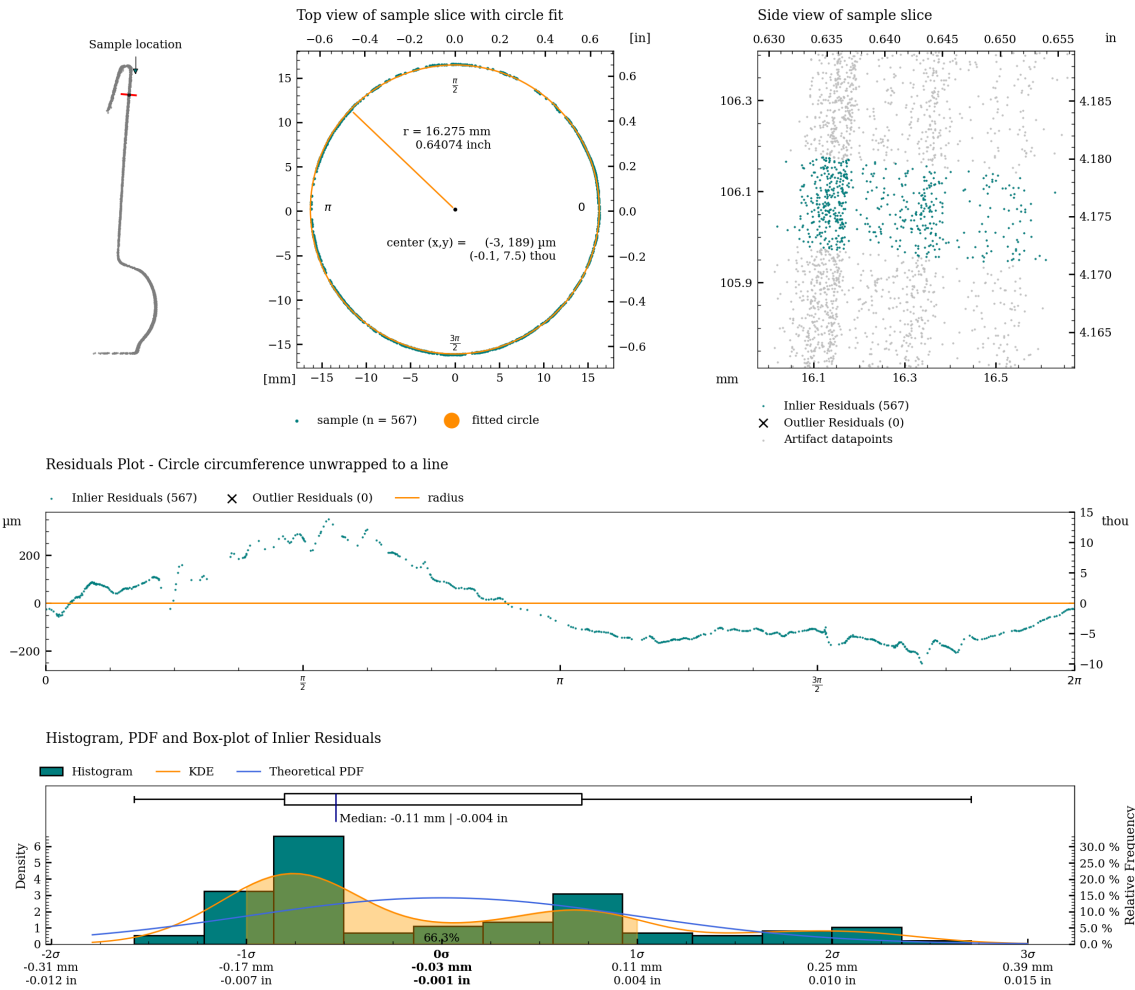 Sample location
Top view of sample slice with circle fit
−0.6 −0.4 −0.2 0.0 0.2 0.4 0.6 [in]
15
10
5
0
−5
−10
−15
0.6
0.4
0.2
0.0
−0.2
−0.4
−0.6
π/2
r = 16.275 mm
0.64074 inch
π 0
center (x,y) = (-3, 189) µm
(-0.1, 7.5) thou
3π/2
[mm] −15 −10 −5 0 5 10 15
sample (n = 567) fitted circle
Side view of sample slice
0.630 0.635 0.640 0.645 0.650 0.655 in
106.3
106.1
105.9
4.185
4.180
4.175
4.170
4.165
mm 16.1 16.3 16.5
Inlier Residuals (567)
Outlier Residuals (0)
Artifact datapoints
Residuals Plot - Circle circumference unwrapped to a line
Inlier Residuals (567) Outlier Residuals (0) radius
µm
200
0
−200
15
10
5
0
−5
−10
thou
0 π/2 π 3π/2 2π
Histogram, PDF and Box-plot of Inlier Residuals
Histogram KDE Theoretical PDF
Median: -0.11 mm | -0.004 in
Density
6
5
4
3
2
1
0
30.0 %
25.0 %
20.0 %
15.0 %
10.0 %
5.0 %
0.0 %
Relative Frequency
66.3%
-2σ -1σ 0σ 1σ 2σ 3σ
-0.31 mm -0.17 mm -0.03 mm 0.11 mm 0.25 mm 0.39 mm
-0.012 in -0.007 in -0.001 in 0.004 in 0.010 in 0.015 in